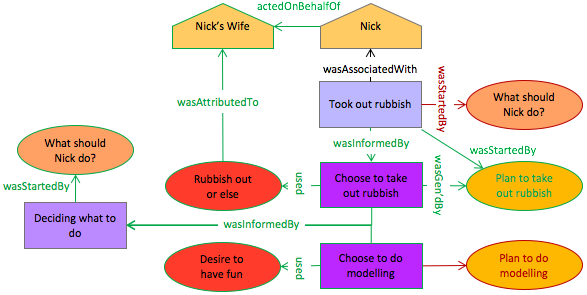 actedOnBehalfOf
Nick's Wife
Nick
wasAssociatedWith
wasAttributedTo
Took out rubbish
wasStartedBy
What should
Nick do?
What should
Nick do?
wasInformedBy
wasStartedBy
wasStartedBy
Rubbish out
or else
used
Choose to take
out rubbish
wasGen'dBy
Plan to take
out rubbish
Deciding what to
do
wasInformedBy
Desire to
have fun
used
Choose to do
modelling
Plan to do
modelling